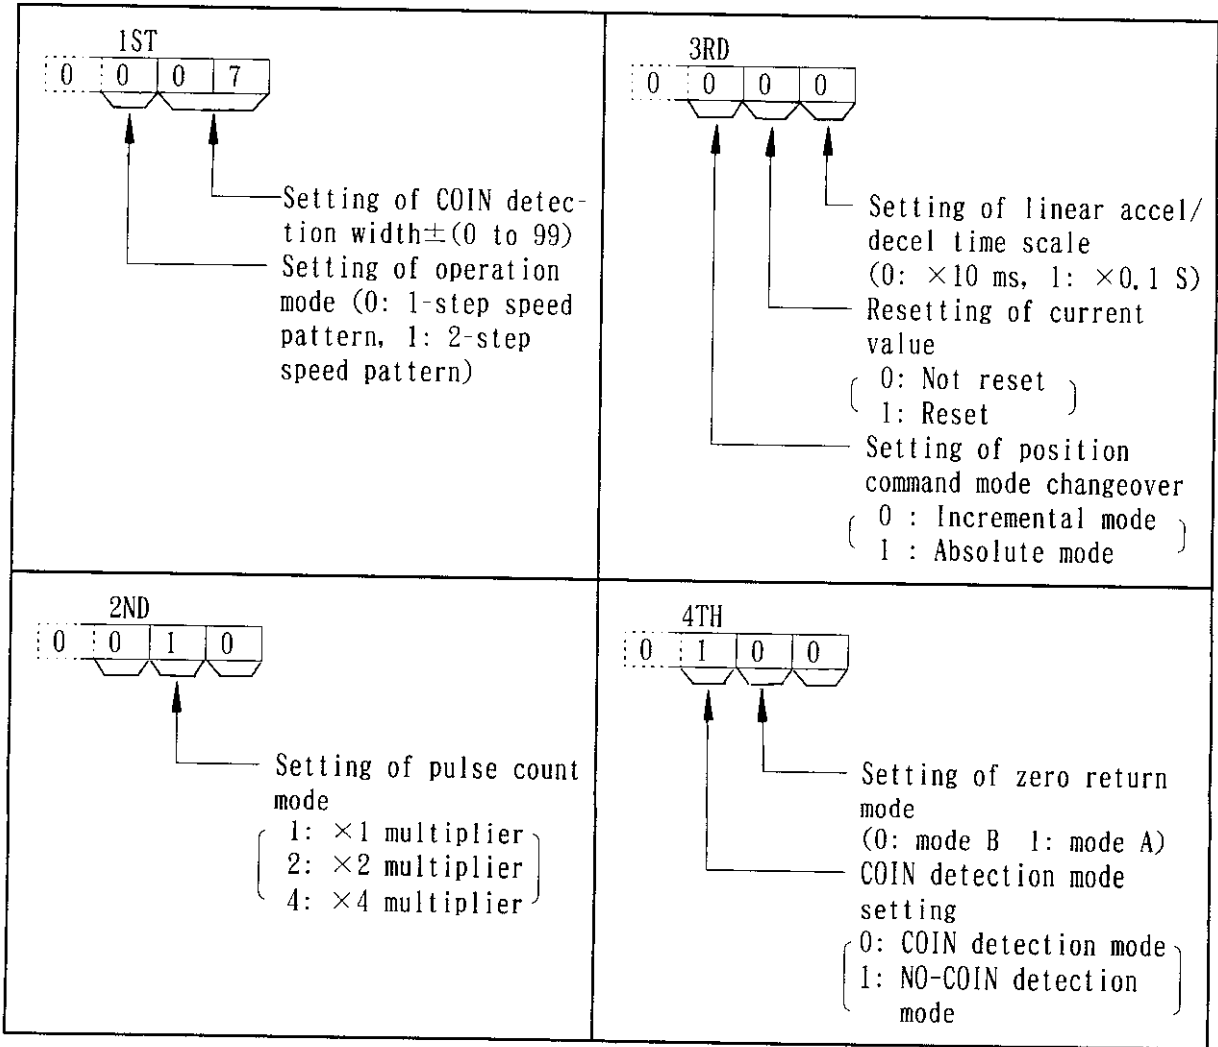 1ST
0 0 0 7
Setting of COIN detec-
tion width±(0 to 99)
Setting of operation
mode (0: 1-step speed
pattern, 1: 2-step
speed pattern)
3RD
0 0 0 0
Setting of linear accel/
decel time scale
(0: ×10 ms, 1: ×0.1 S)
Resetting of current
value
0: Not reset
1: Reset
Setting of position
command mode changeover
0 : Incremental mode
1 : Absolute mode
2ND
0 0 1 0
Setting of pulse count
mode
1: ×1 multiplier
2: ×2 multiplier
4: ×4 multiplier
4TH
0 1 0 0
Setting of zero return
mode
(0: mode B 1: mode A)
COIN detection mode
setting
0: COIN detection mode
1: NO-COIN detection
mode